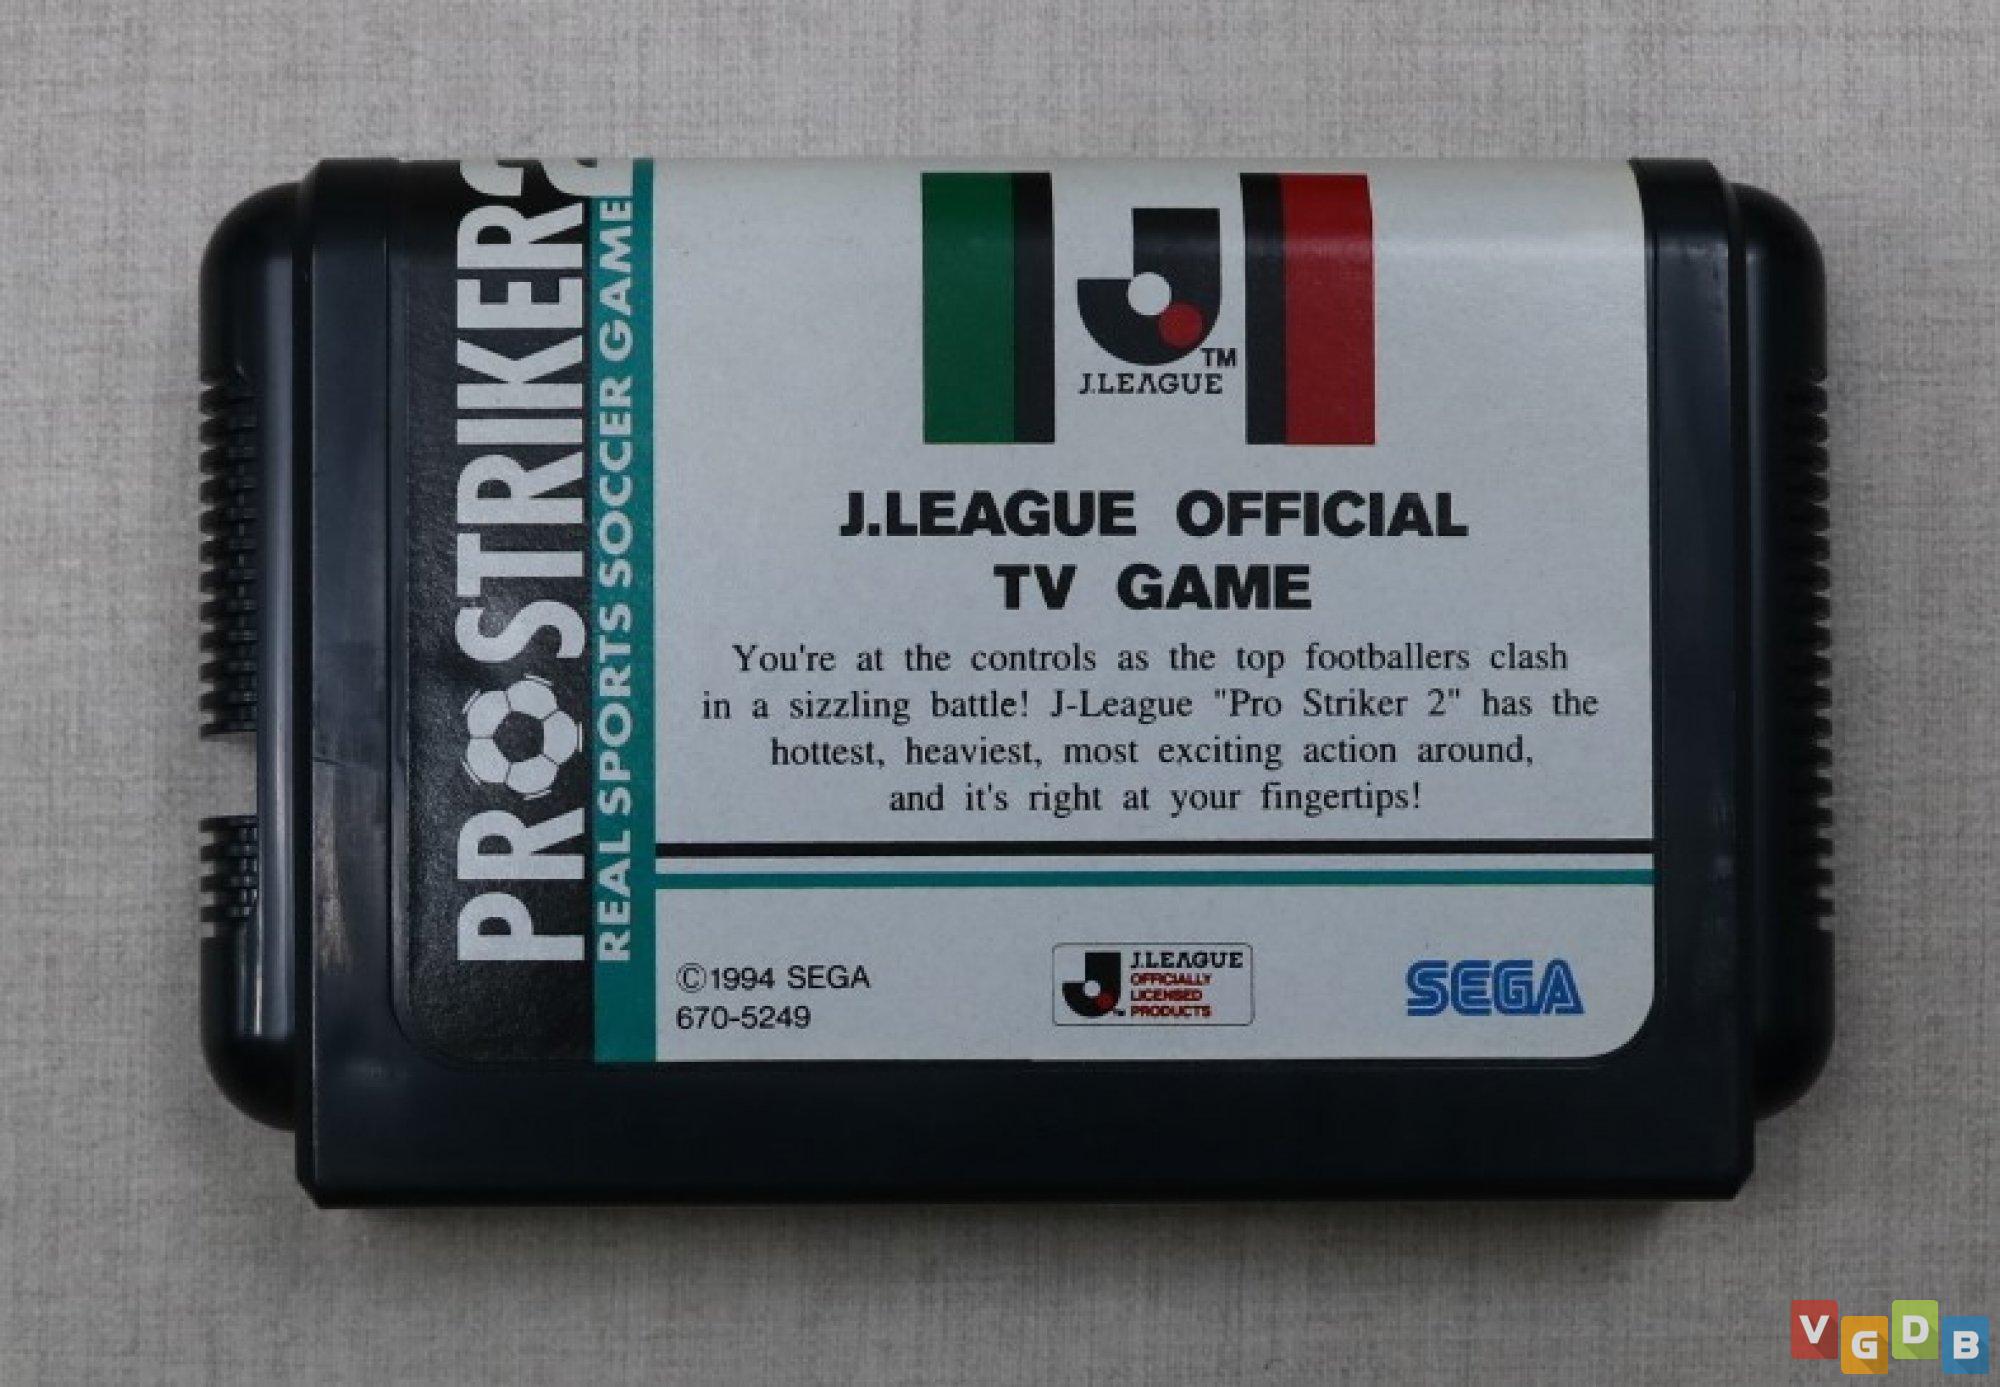 PRO STRIKER 2
REAL SPORTS SOCCER GAME
TM
J.LEAGUE
J.LEAGUE OFFICIAL
TV GAME
You're at the controls as the top footballers clash
in a sizzling battle! J-League "Pro Striker 2" has the
hottest, heaviest, most exciting action around,
and it's right at your fingertips!
©1994 SEGA
670-5249
J.LEAGUE
OFFICIALLY
LICENSED
PRODUCTS
TM
SEGA
VGDB